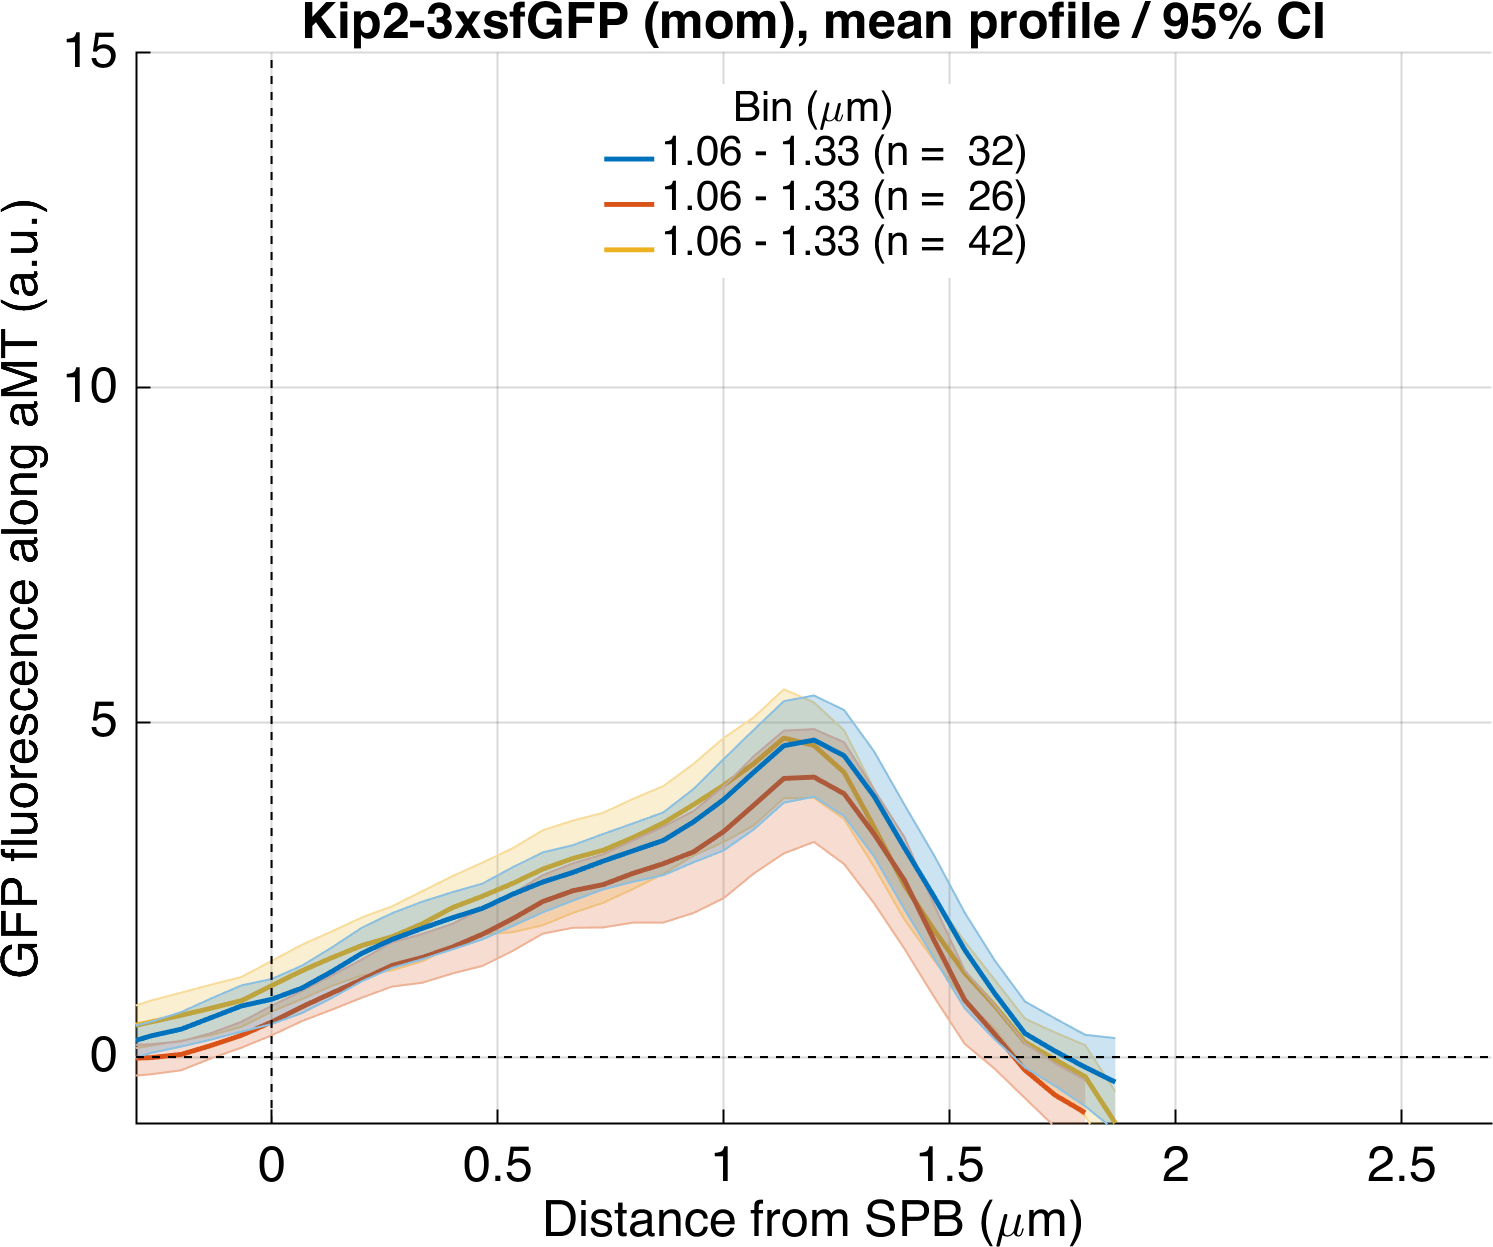 Kip2-3xsfGFP (mom), mean profile / 95% CI
Bin (μm)
1.06 - 1.33 (n = 32)
1.06 - 1.33 (n = 26)
1.06 - 1.33 (n = 42)
GFP fluorescence along aMT (a.u.)
15
10
5
0
0 0.5 1 1.5 2 2.5
Distance from SPB (μm)